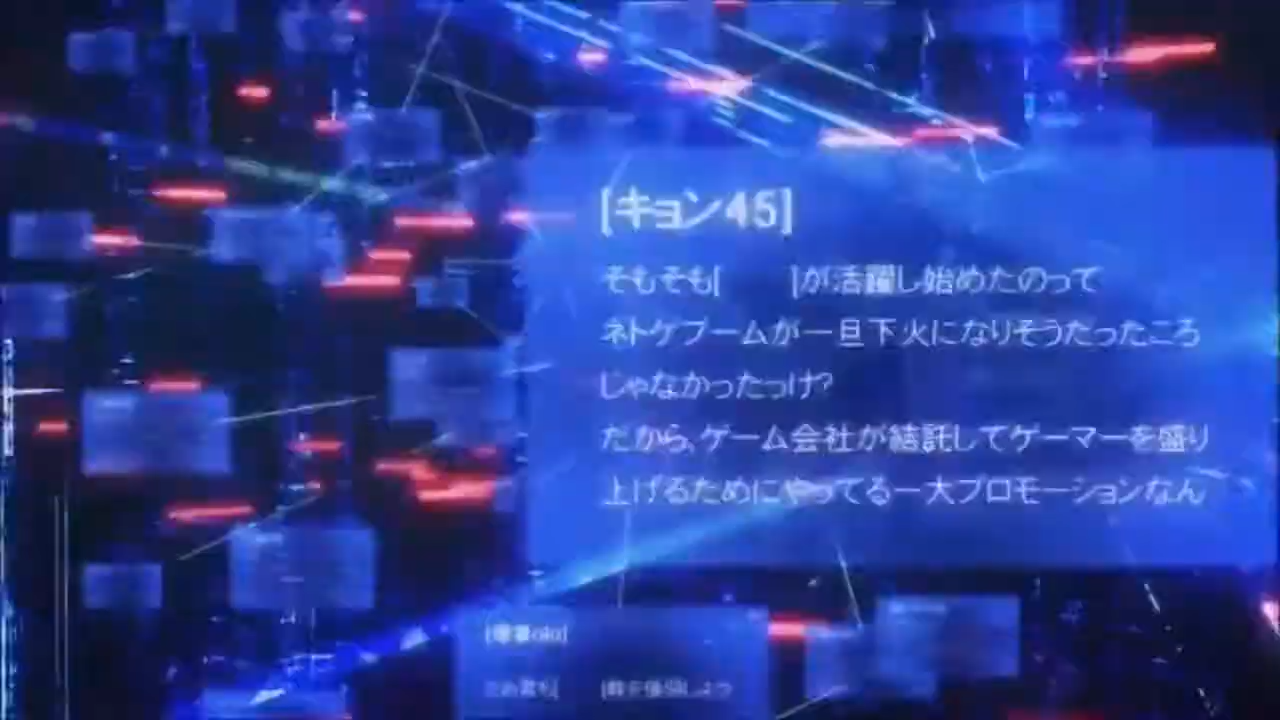 [キョン45]
そもそも[　　]が活躍し始めたのって
ネトゲブームが一旦下火になりそうだったころ
じゃなかったっけ?
だから、ゲーム会社が結託してゲーマーを盛り
上げるためにやってる一大プロモーションなん